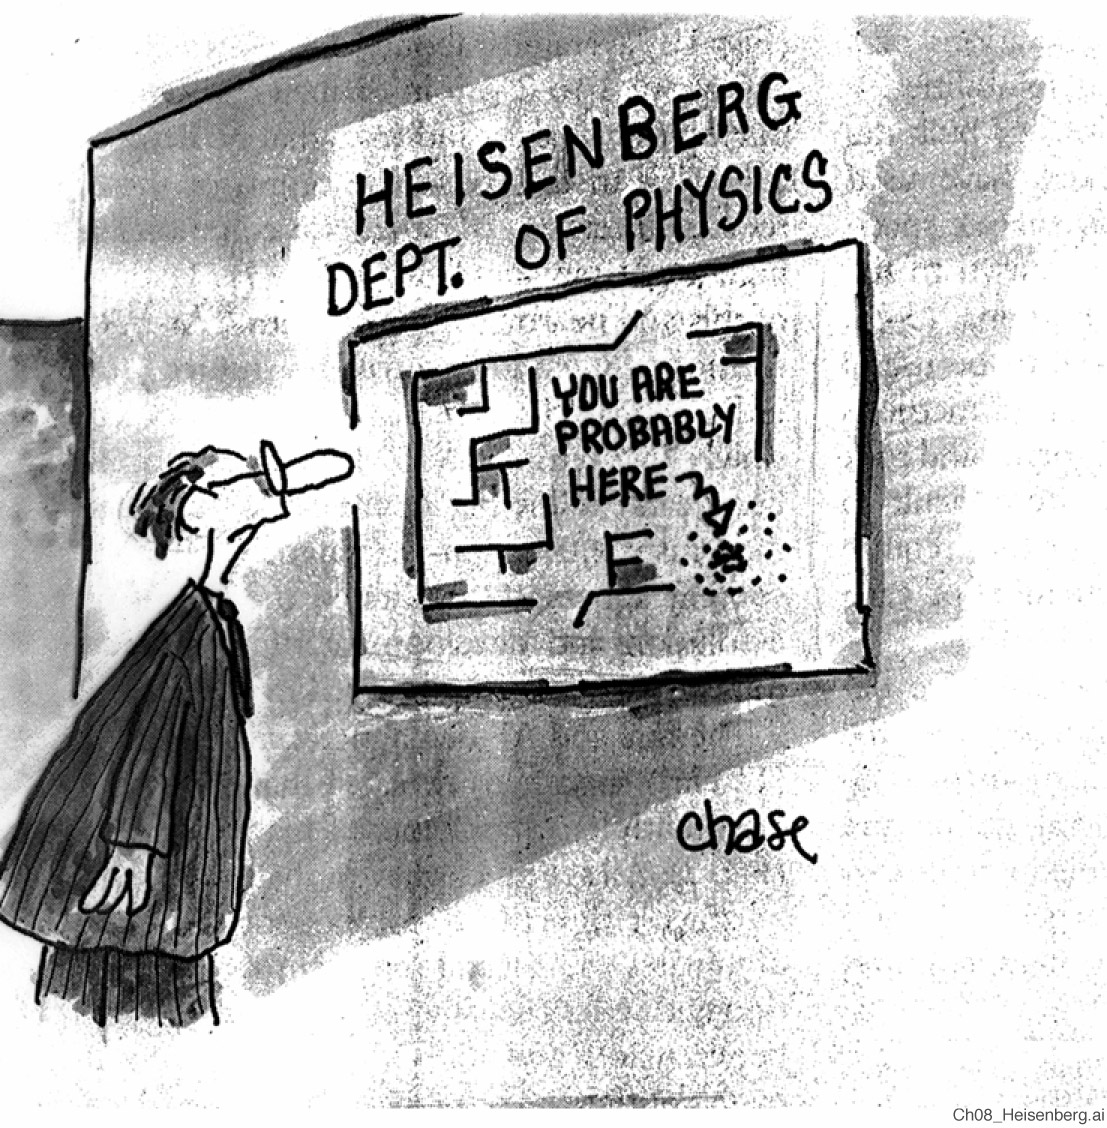 HEISENBERG
DEPT. OF PHYSICS
YOU ARE
PROBABLY
HERE
chase
Ch08_Heisenberg.ai